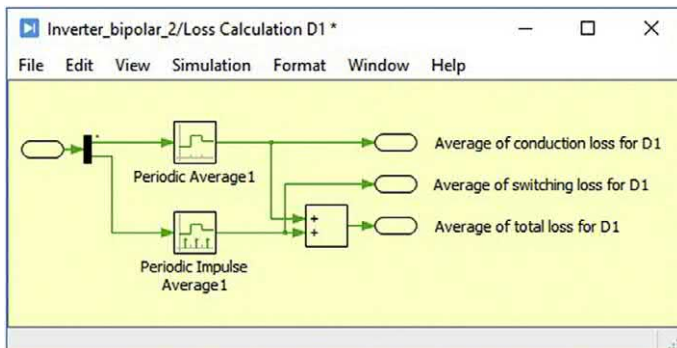 Inverter_bipolar_2/Loss Calculation D1 *
File Edit View Simulation Format Window Help
Periodic Average1
Average of conduction loss for D1
Average of switching loss for D1
+
+
Average of total loss for D1
Periodic Impulse
Average1